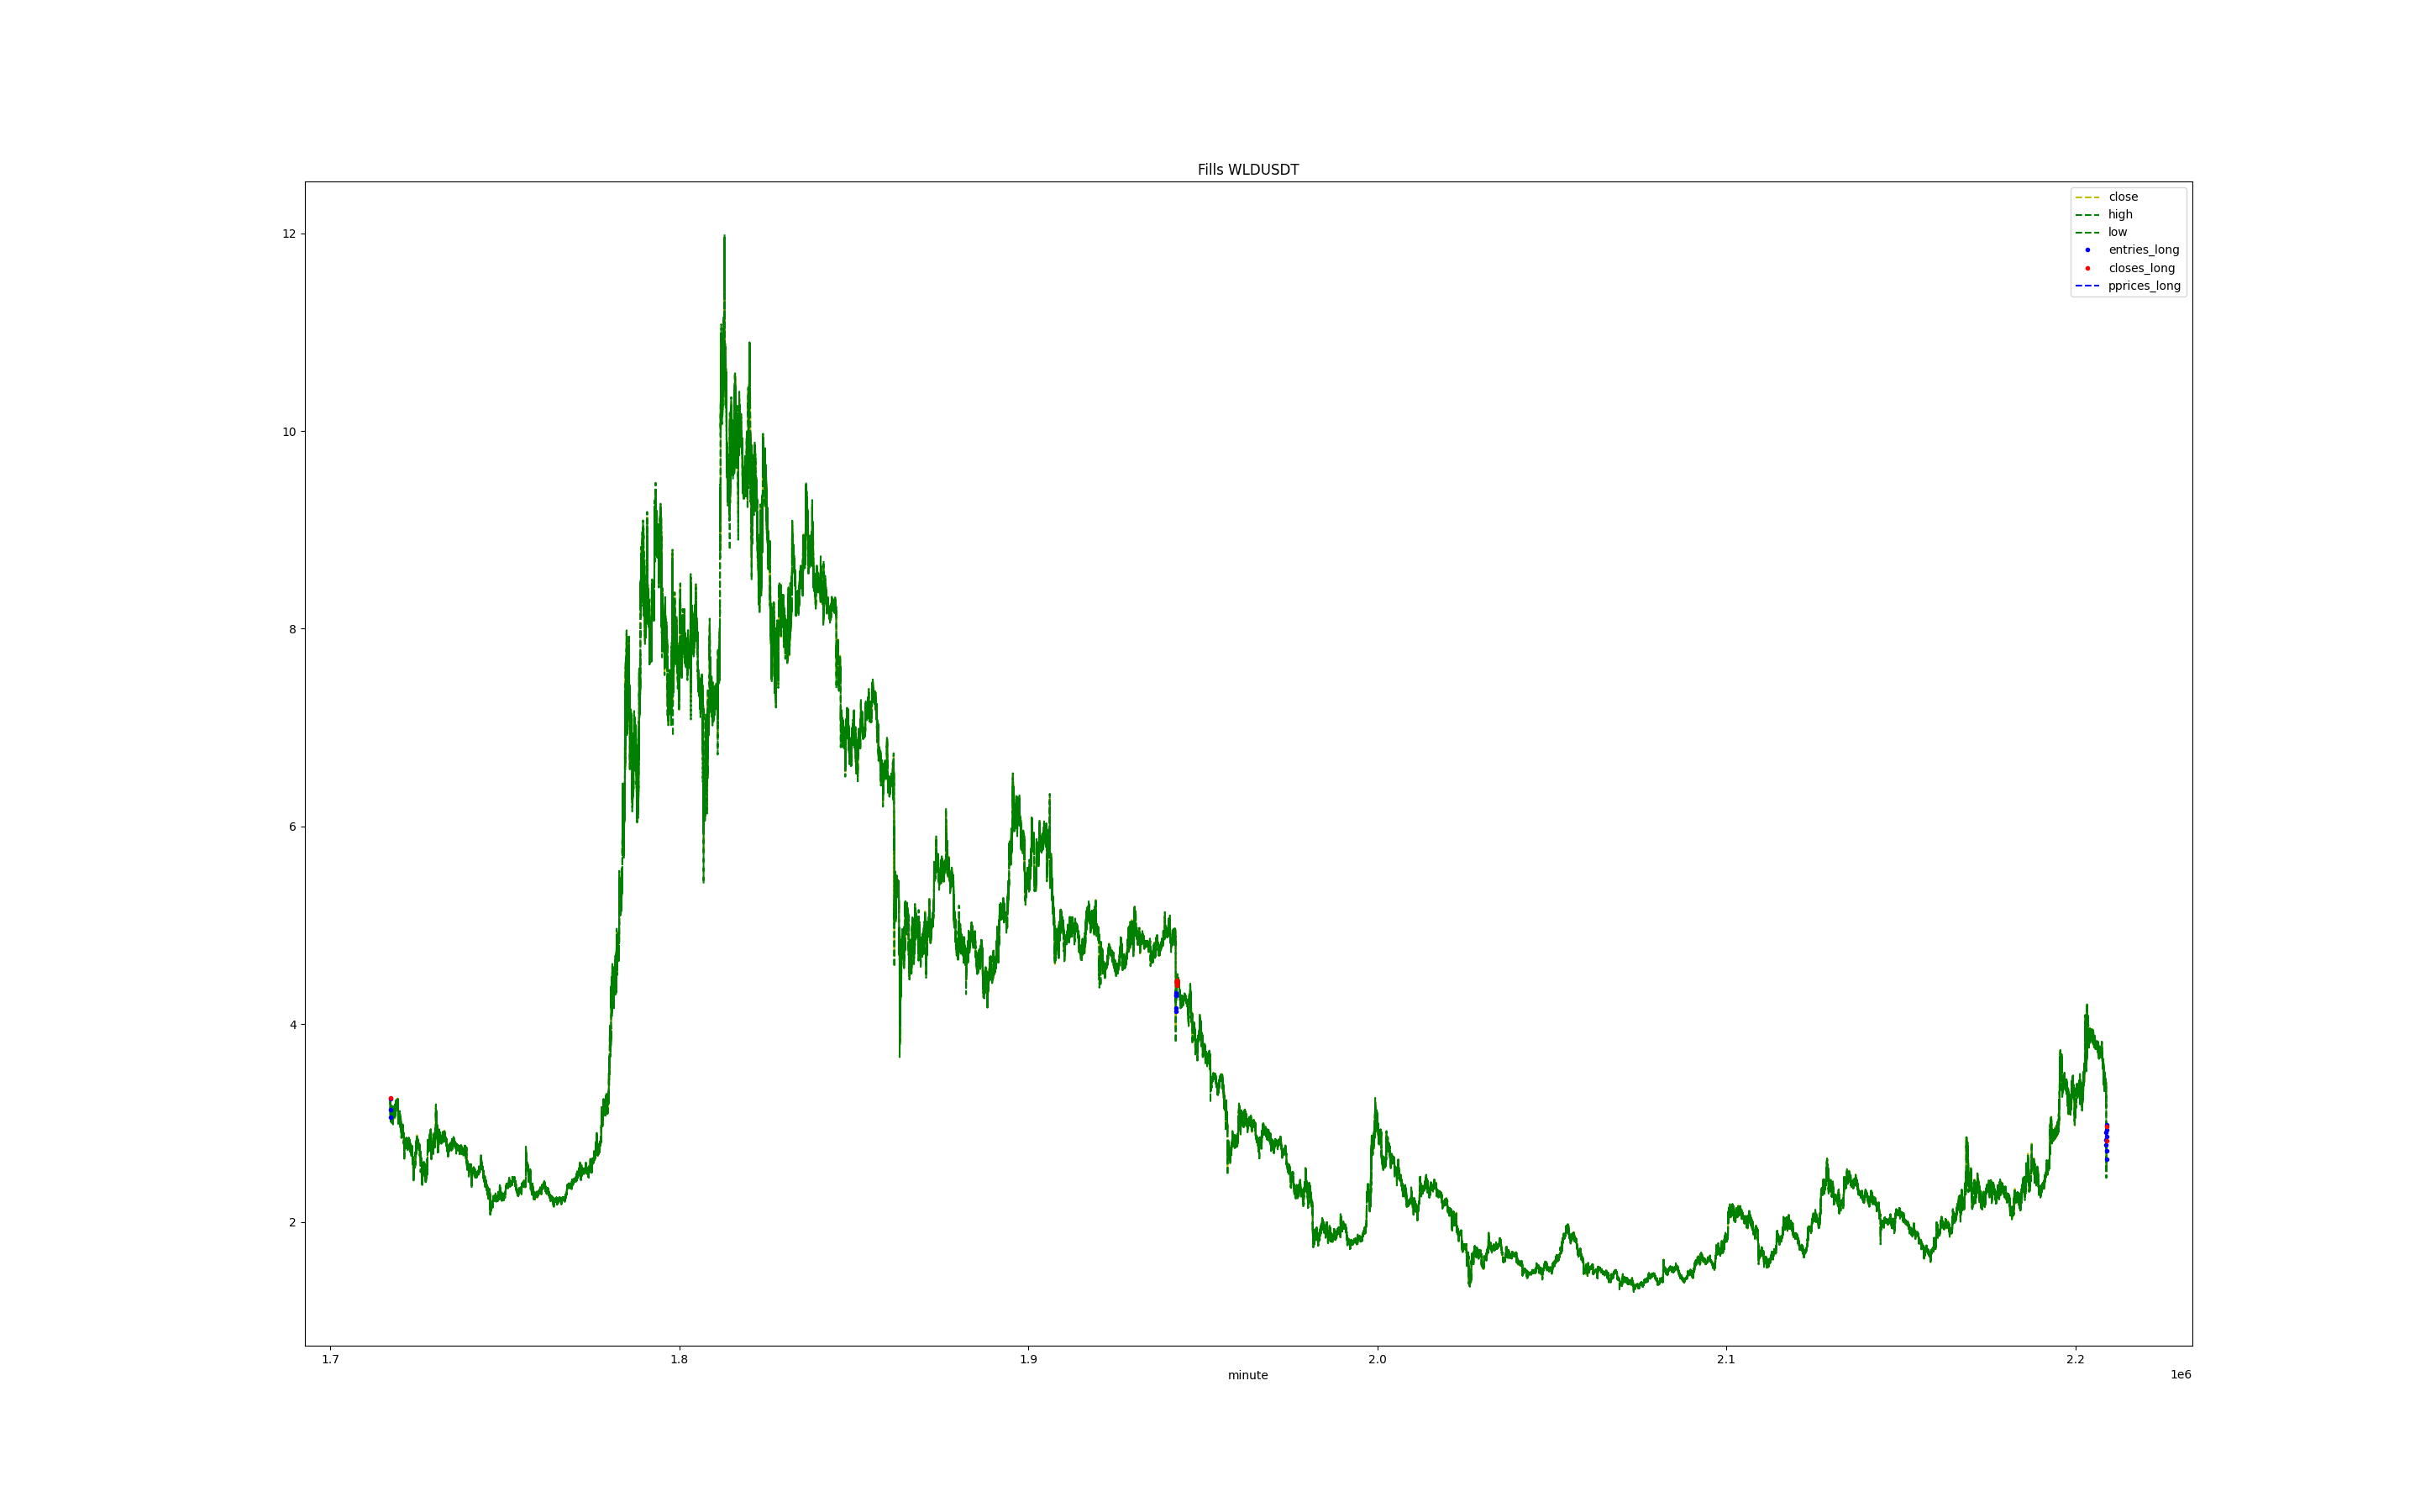 Fills WLDUSDT
close
high
low
entries_long
closes_long
pprices_long
12
10
8
6
4
2
1.7 1.8 1.9 2.0 2.1 2.2
minute
1e6